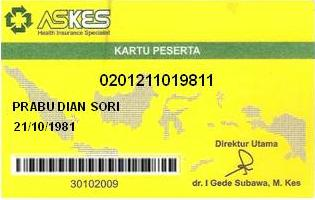 ASKES
Health Insurance Specialist
KARTU PESERTA
0201211019811
PRABU DIAN SORI
21/10/1981
Direktur Utama
30102009
dr. I Gede Subawa, M. Kes